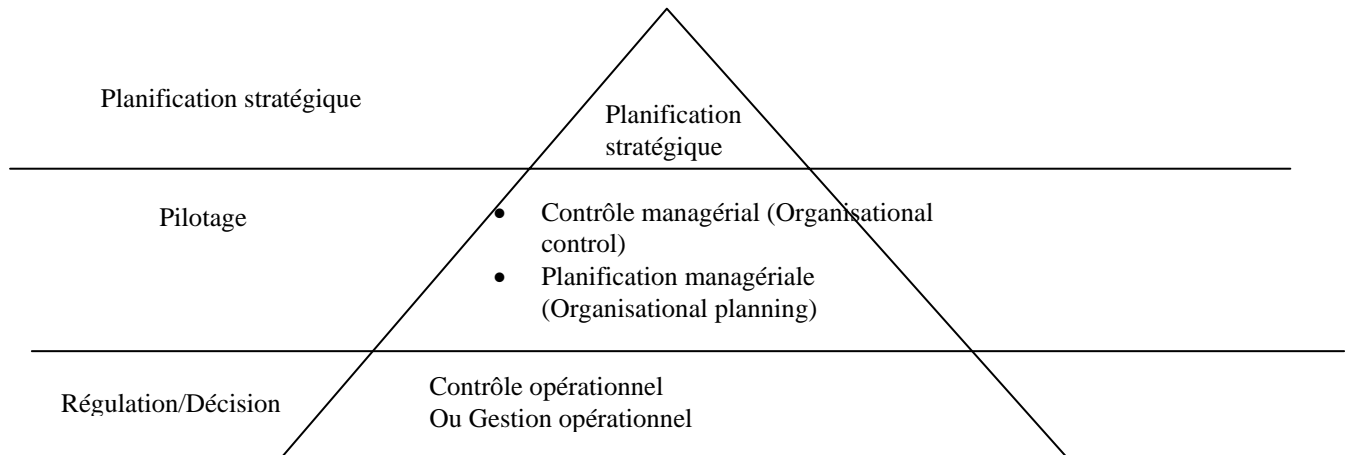 Planification stratégique
Planification
stratégique
Pilotage
• Contrôle managérial (Organisational
control)
• Planification managériale
(Organisational planning)
Régulation/Décision
Contrôle opérationnel
Ou Gestion opérationnel